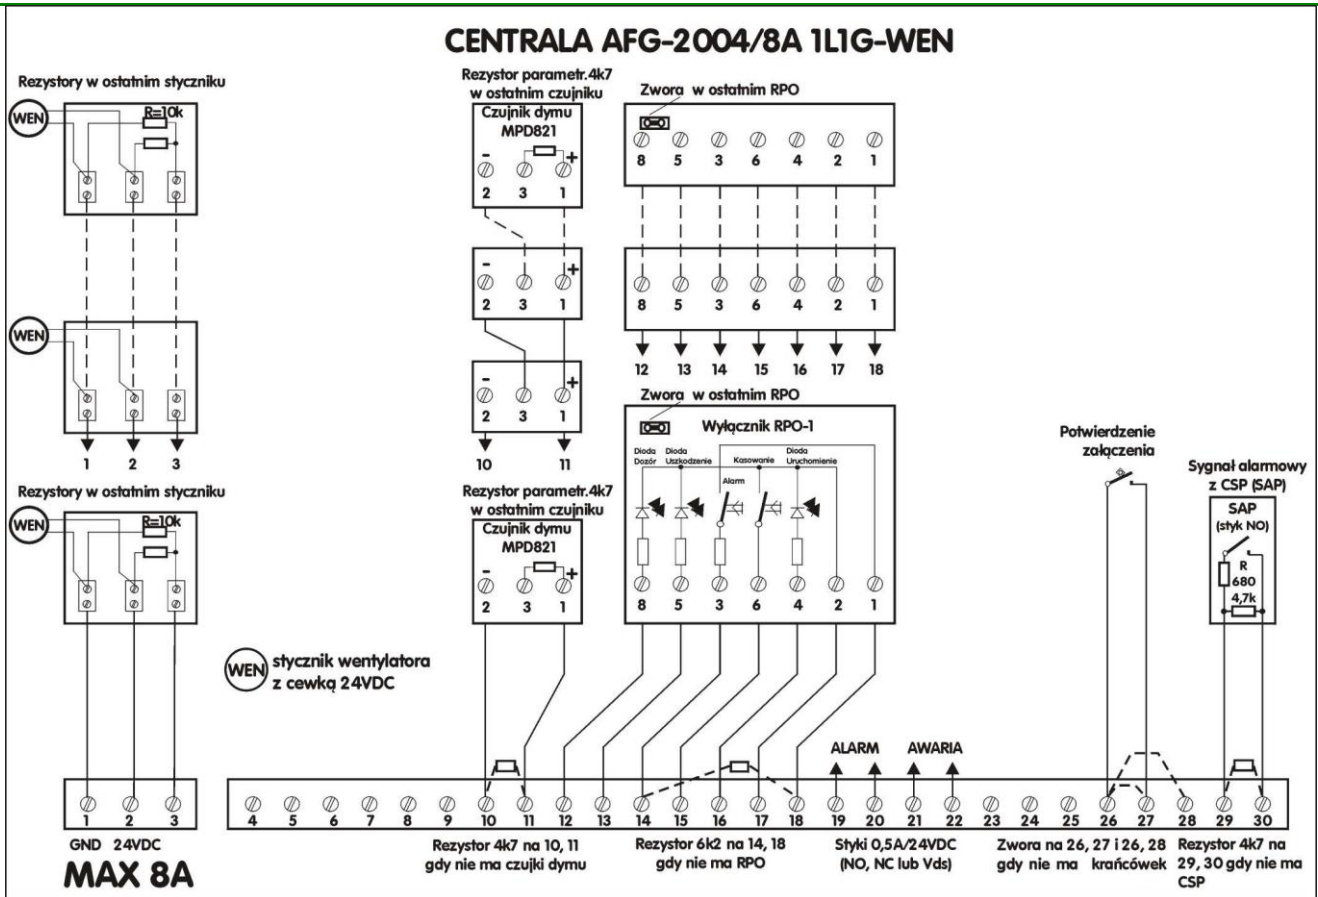 CENTRALA AFG-2004/8A 1L1G-WEN
Rezystory w ostatnim styczniku
WEN
R=10k
WEN
1 2 3
Rezystory w ostatnim styczniku
WEN
R=10k
Rezystor parametr.4k7
w ostatnim czujniku
Czujnik dymu
MPD821
- +
2 3 1
- +
2 3 1
- +
2 3 1
10 11
Rezystor parametr.4k7
w ostatnim czujniku
Czujnik dymu
MPD821
- +
2 3 1
Zwora w ostatnim RPO
8 5 3 6 4 2 1
8 5 3 6 4 2 1
12 13 14 15 16 17 18
Zwora w ostatnim RPO
Wyłącznik RPO-1
Dioda Dozór
Dioda Uszkodzenie
Kasowanie
Dioda Uruchomienie
Alarm
8 5 3 6 4 2 1
Potwierdzenie
załączenia
Sygnał alarmowy
z CSP (SAP)
SAP
(styk NO)
R
680
4,7k
WEN
stycznik wentylatora
z cewką 24VDC
ALARM AWARIA
1 2 3
4 5 6 7 8 9 10 11 12 13 14 15 16 17 18 19 20 21 22 23 24 25 26 27 28 29 30
GND 24VDC
MAX 8A
Rezystor 4k7 na 10, 11
gdy nie ma czujki dymu
Rezystor 6k2 na 14, 18
gdy nie ma RPO
Styki 0,5A/24VDC
(NO, NC lub Vds)
Zwora na 26, 27 i 26, 28
gdy nie ma krańcówek
Rezystor 4k7 na
29, 30 gdy nie ma
CSP